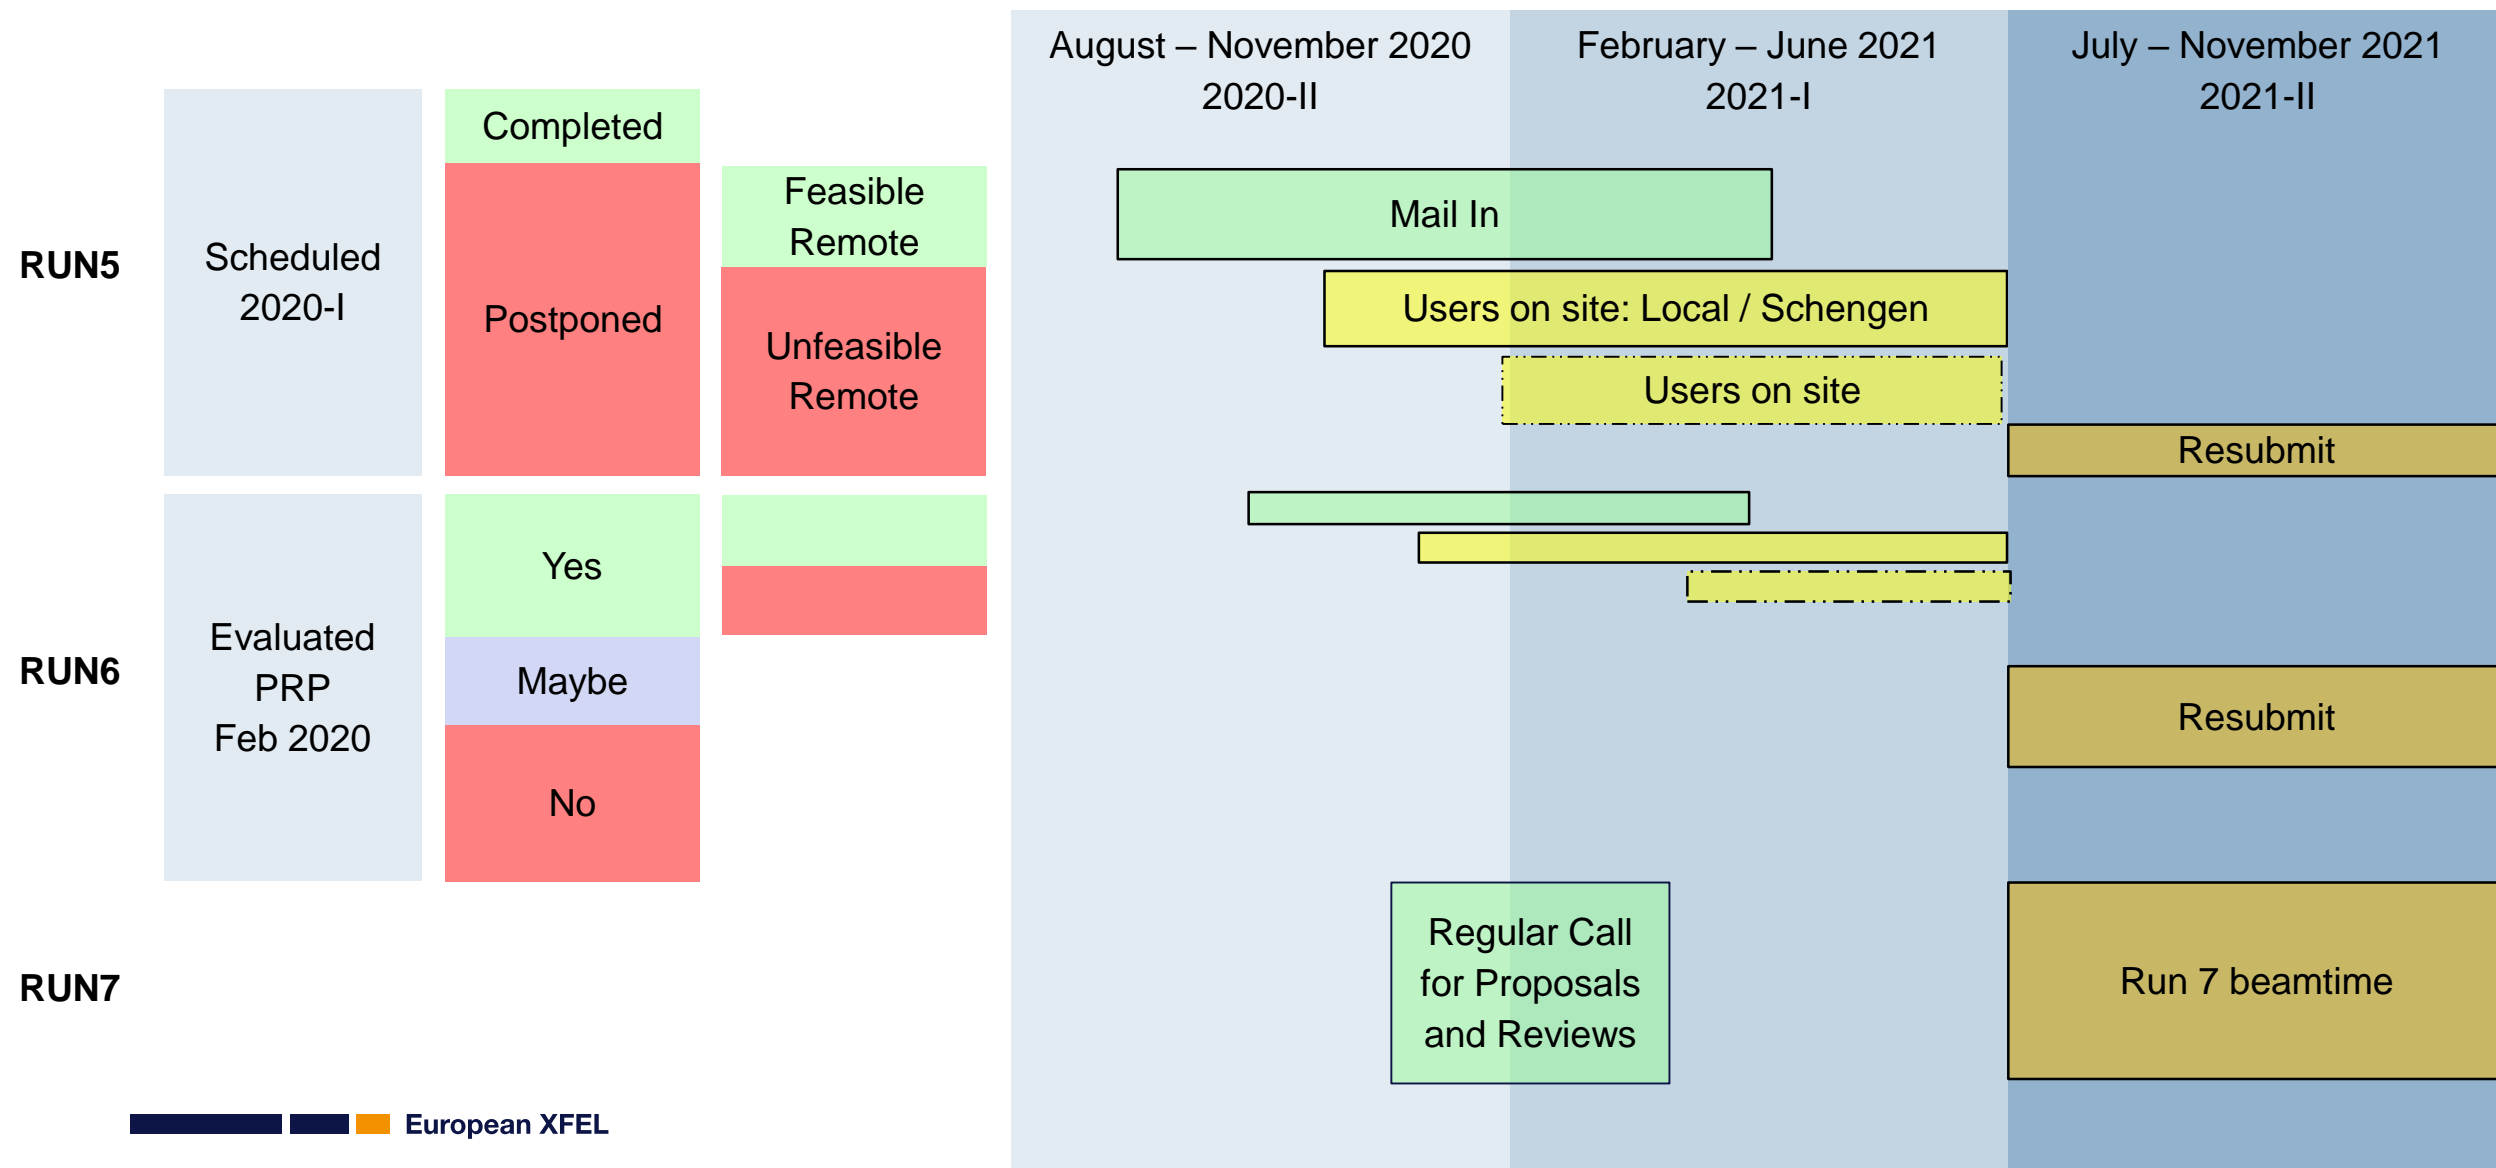 August – November 2020
2020-II
February – June 2021
2021-I
July – November 2021
2021-II
RUN5
Scheduled
2020-I
Completed
Postponed
Feasible
Remote
Unfeasible
Remote
Mail In
Users on site: Local / Schengen
Users on site
Resubmit
RUN6
Evaluated
PRP
Feb 2020
Yes
Maybe
No
Resubmit
RUN7
Regular Call
for Proposals
and Reviews
Run 7 beamtime
European XFEL